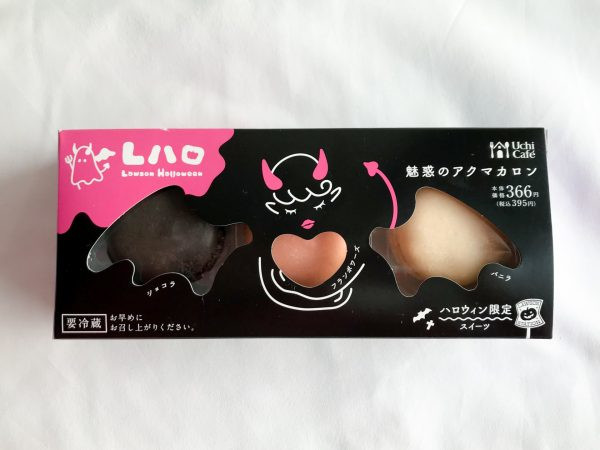 Lハロ
Lawson Halloween
Uchi
Café
魅惑のアクマカロン
本体
価格366円
(税込395円)
ショコラ
フランボワーズ
バニラ
要冷蔵
お早めに
お召し上がりください。
ハロウィン限定
スイーツ